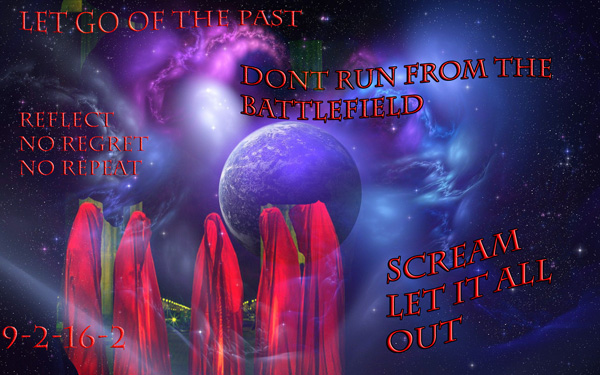 LET GO OF THE PAST
DONT RUN FROM THE
BATTLEFIELD
REFLECT
NO REGRET
NO REPEAT
SCREAM
LET IT ALL
OUT
9-2-16-2